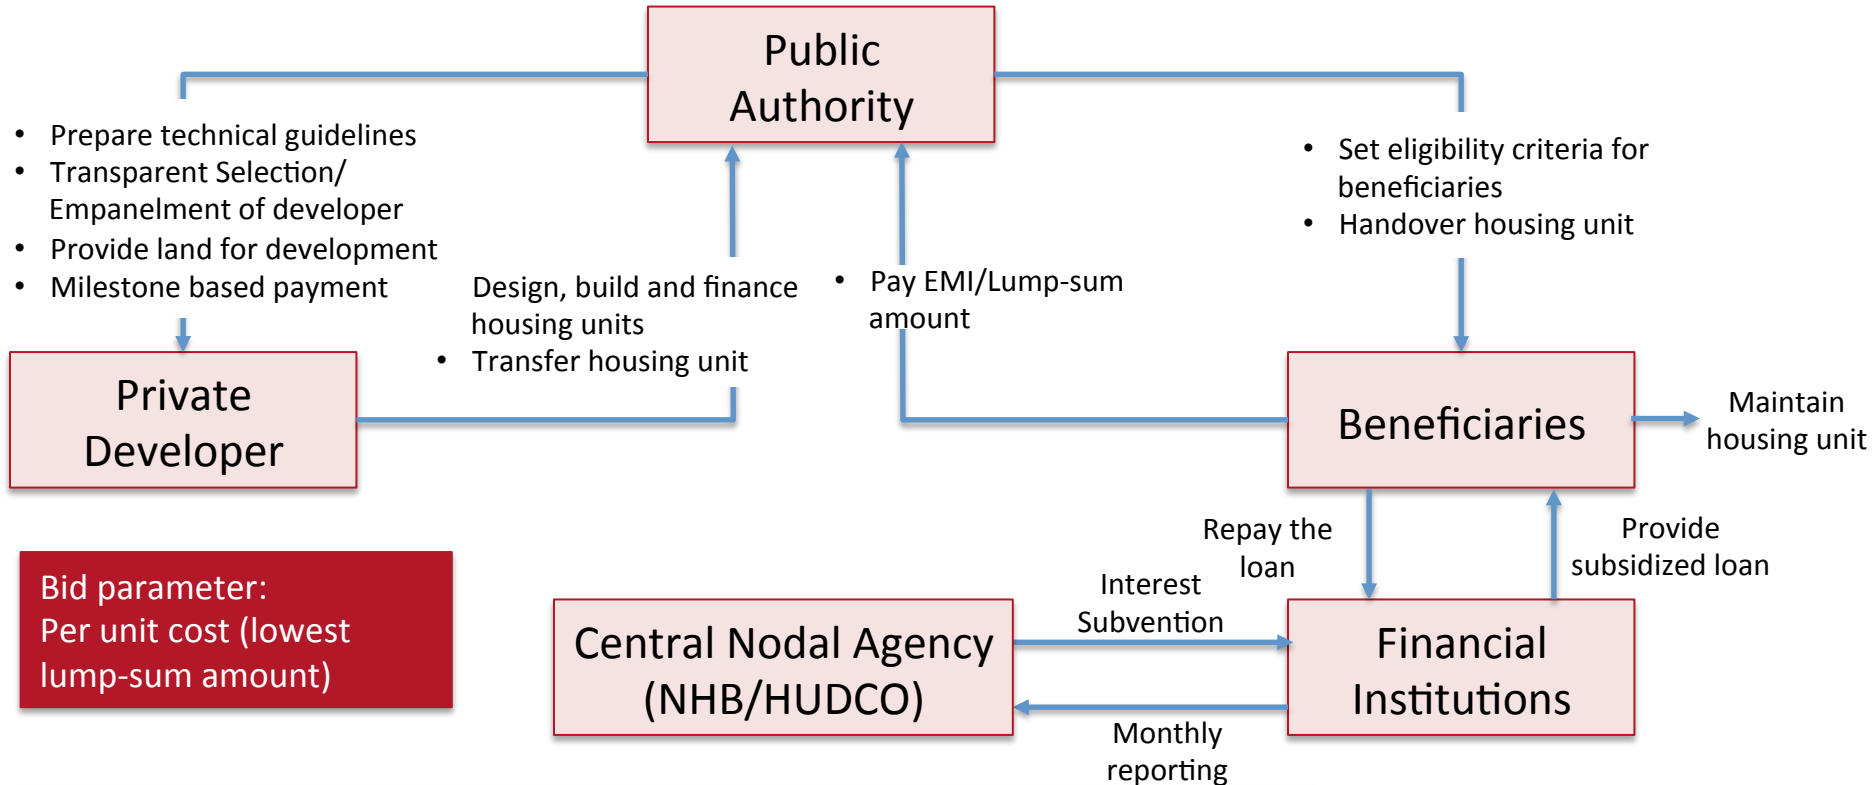 Public
Authority
• Prepare technical guidelines
• Transparent Selection/
Empanelment of developer
• Provide land for development
• Milestone based payment
• Set eligibility criteria for
beneficiaries
• Handover housing unit
Design, build and finance
housing units
• Transfer housing unit
• Pay EMI/Lump-sum
amount
Private
Developer
Beneficiaries
Maintain
housing unit
Repay the
loan
Provide
subsidized loan
Bid parameter:
Per unit cost (lowest
lump-sum amount)
Interest
Subvention
Central Nodal Agency
(NHB/HUDCO)
Financial
Institutions
Monthly
reporting